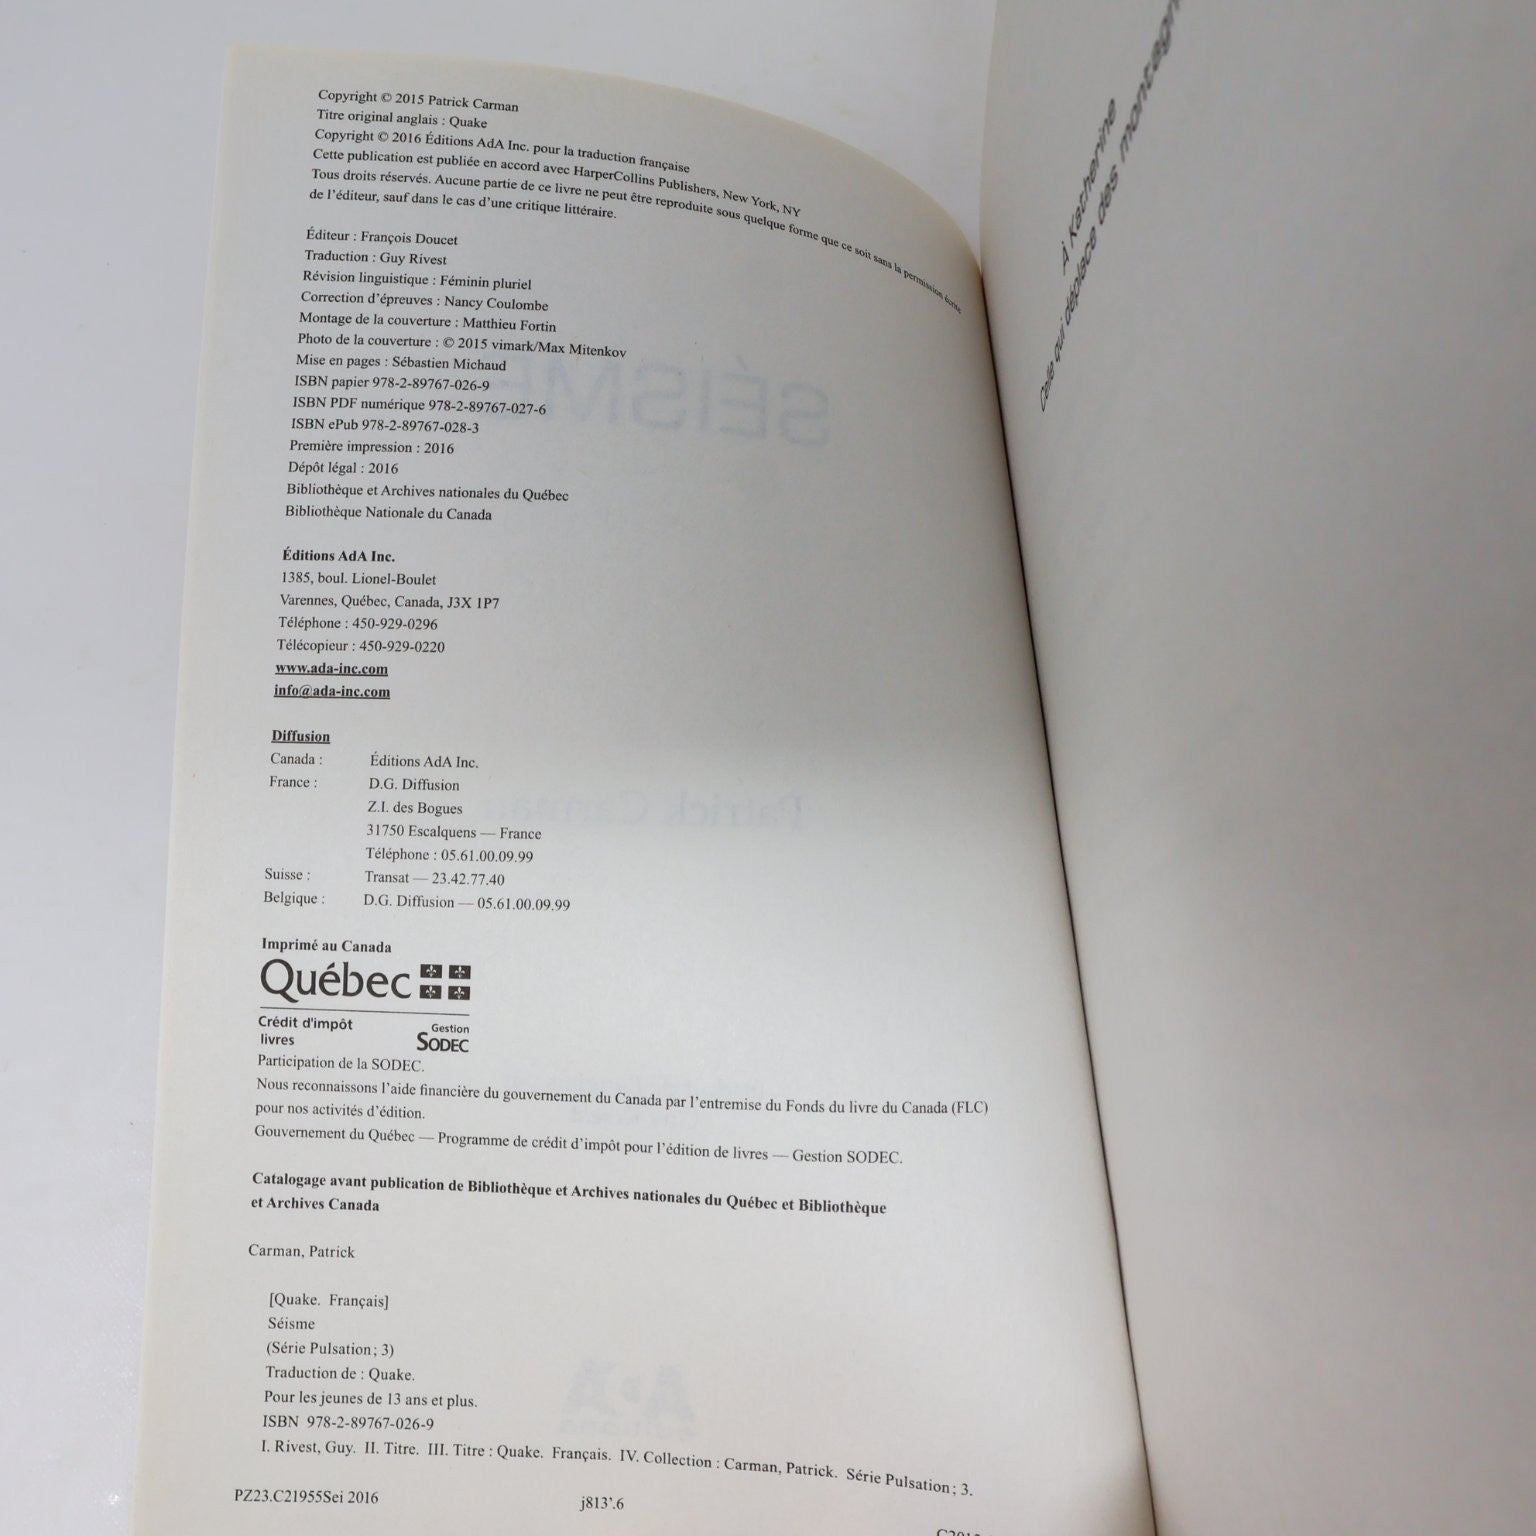 Copyright © 2015 Patrick Carman
Titre original anglais : Quake
Copyright © 2016 Éditions AdA Inc. pour la traduction française
Cette publication est publiée en accord avec HarperCollins Publishers, New York, NY
Tous droits réservés. Aucune partie de ce livre ne peut être reproduite sous quelque forme que ce soit sans la permission écrite
de l’éditeur, sauf dans le cas d’une critique littéraire.
Éditeur : François Doucet
Traduction : Guy Rivest
Révision linguistique : Féminin pluriel
Correction d’épreuves : Nancy Coulombe
Montage de la couverture : Matthieu Fortin
Photo de la couverture : © 2015 vimark/Max Mitenkov
Mise en pages : Sébastien Michaud
ISBN papier 978-2-89767-026-9
ISBN PDF numérique 978-2-89767-027-6
ISBN ePub 978-2-89767-028-3
Première impression : 2016
Dépôt légal : 2016
Bibliothèque et Archives nationales du Québec
Bibliothèque Nationale du Canada
Éditions AdA Inc.
1385, boul. Lionel-Boulet
Varennes, Québec, Canada, J3X 1P7
Téléphone : 450-929-0296
Télécopieur : 450-929-0220
www.ada-inc.com
info@ada-inc.com
Diffusion
Canada : Éditions AdA Inc.
France : D.G. Diffusion
Z.I. des Bogues
31750 Escalquens — France
Téléphone : 05.61.00.09.99
Suisse : Transat — 23.42.77.40
Belgique : D.G. Diffusion — 05.61.00.09.99
Imprimé au Canada
Québec
Crédit d'impôt
livres
Gestion
SODEC
Participation de la SODEC.
Nous reconnaissons l’aide financière du gouvernement du Canada par l’entremise du Fonds du livre du Canada (FLC)
pour nos activités d’édition.
Gouvernement du Québec — Programme de crédit d’impôt pour l’édition de livres — Gestion SODEC.
Catalogage avant publication de Bibliothèque et Archives nationales du Québec et Bibliothèque
et Archives Canada
Carman, Patrick
[Quake. Français]
Séisme
(Série Pulsation ; 3)
Traduction de : Quake.
Pour les jeunes de 13 ans et plus.
ISBN 978-2-89767-026-9
I. Rivest, Guy. II. Titre. III. Titre : Quake. Français. IV. Collection : Carman, Patrick. Série Pulsation ; 3.
PZ23.C21955Sei 2016 j813’.6
À Katherine
Celle qui déplace des